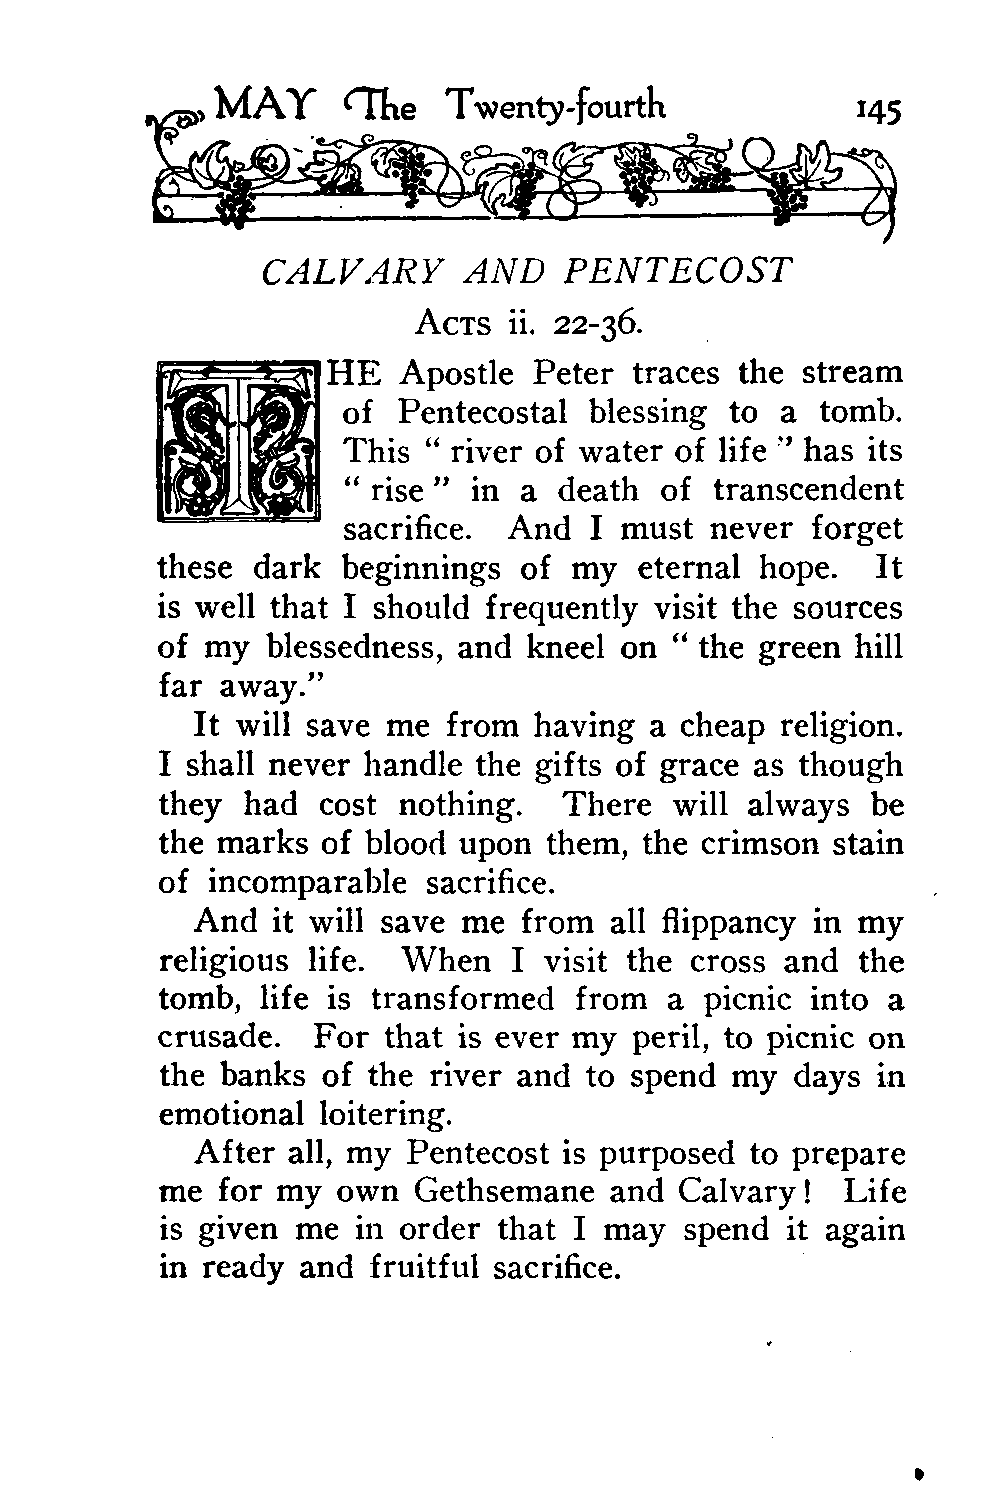 MAY The Twenty-fourth 145
CALVARY AND PENTECOST
ACTS ii. 22-36.
THE Apostle Peter traces the stream
of Pentecostal blessing to a tomb.
This “ river of water of life ” has its
“ rise ” in a death of transcendent
sacrifice. And I must never forget
these dark beginnings of my eternal hope. It
is well that I should frequently visit the sources
of my blessedness, and kneel on “ the green hill
far away.”
It will save me from having a cheap religion.
I shall never handle the gifts of grace as though
they had cost nothing. There will always be
the marks of blood upon them, the crimson stain
of incomparable sacrifice.
And it will save me from all flippancy in my
religious life. When I visit the cross and the
tomb, life is transformed from a picnic into a
crusade. For that is ever my peril, to picnic on
the banks of the river and to spend my days in
emotional loitering.
After all, my Pentecost is purposed to prepare
me for my own Gethsemane and Calvary! Life
is given me in order that I may spend it again
in ready and fruitful sacrifice.